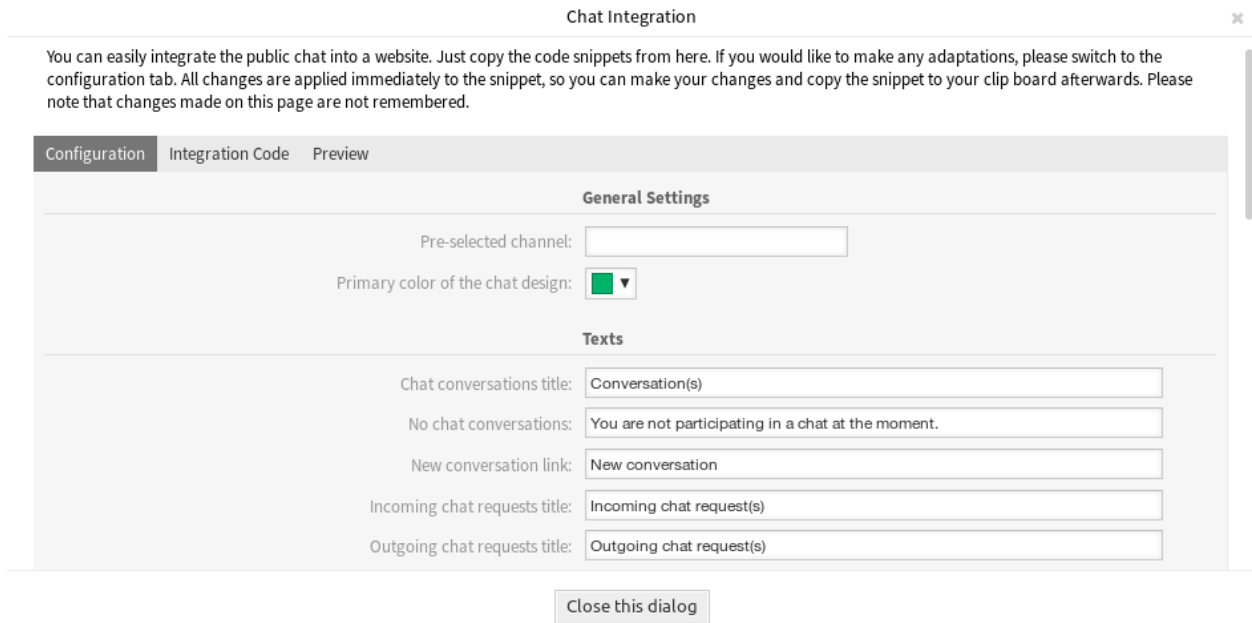 Chat Integration
You can easily integrate the public chat into a website. Just copy the code snippets from here. If you would like to make any adaptations, please switch to the
configuration tab. All changes are applied immediately to the snippet, so you can make your changes and copy the snippet to your clip board afterwards. Please
note that changes made on this page are not remembered.
Configuration Integration Code Preview
General Settings
Pre-selected channel:
Primary color of the chat design:
Texts
Chat conversations title: Conversation(s)
No chat conversations: You are not participating in a chat at the moment.
New conversation link: New conversation
Incoming chat requests title: Incoming chat request(s)
Outgoing chat requests title: Outgoing chat request(s)
Close this dialog